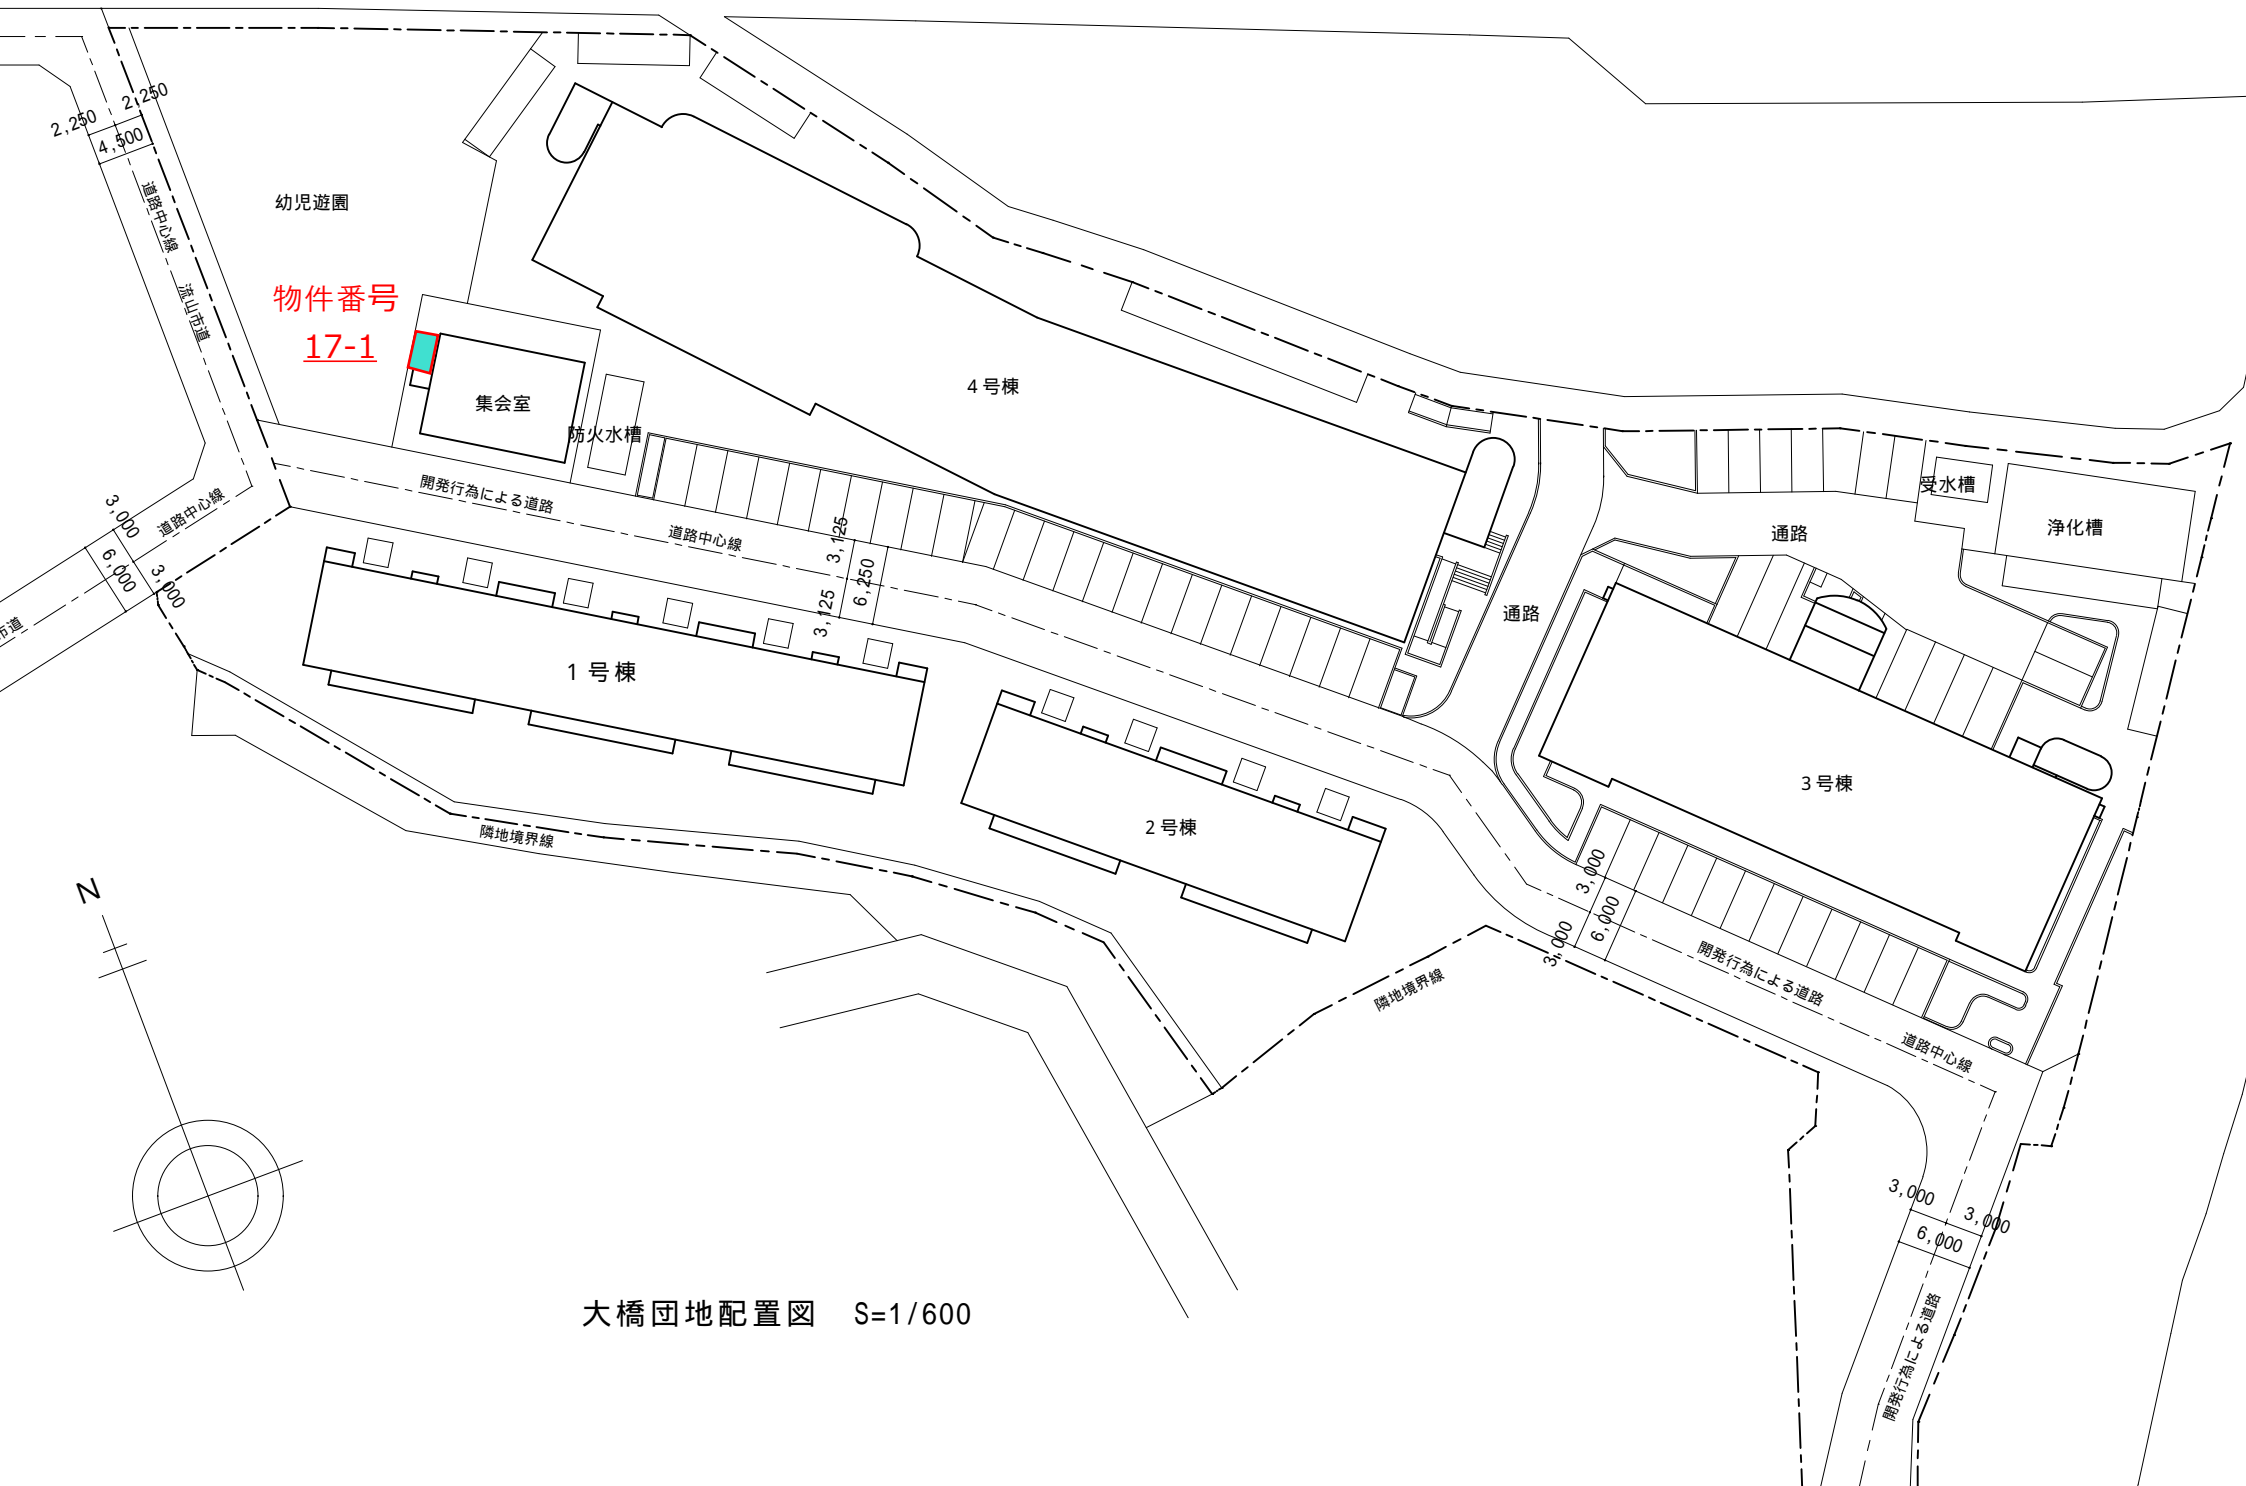 2,250
2,250
4,500
道路中心線
流山市道
幼児遊園
物件番号
17-1
集会室
防火水槽
4号棟
開発行為による道路
道路中心線
3,125
3,125
6,250
3,000
6,000
3,000
道路中心線
市道
1号棟
2号棟
3号棟
通路
通路
受水槽
浄化槽
隣地境界線
隣地境界線
3,000
6,000
3,000
開発行為による道路
道路中心線
3,000
3,000
6,000
開発行為による道路
N
大橋団地配置図 S=1/600